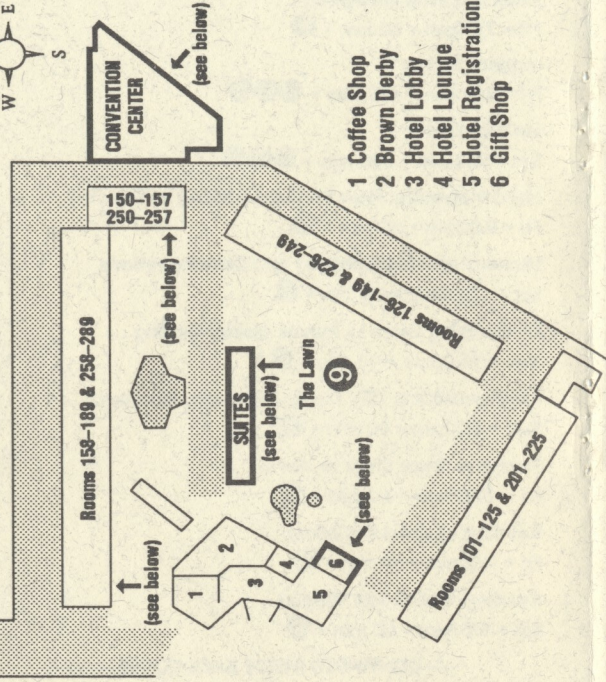 W
E
S
CONVENTION
CENTER
(see below)
150–157
250–257
Rooms 158–189 & 258–289
(see below)
(see below)
SUITES
(see below)
The Lawn
9
Rooms 126–149 & 226–249
Rooms 101–125 & 201–225
(see below)
1
2
3
4
5
6
1 Coffee Shop
2 Brown Derby
3 Hotel Lobby
4 Hotel Lounge
5 Hotel Registration
6 Gift Shop